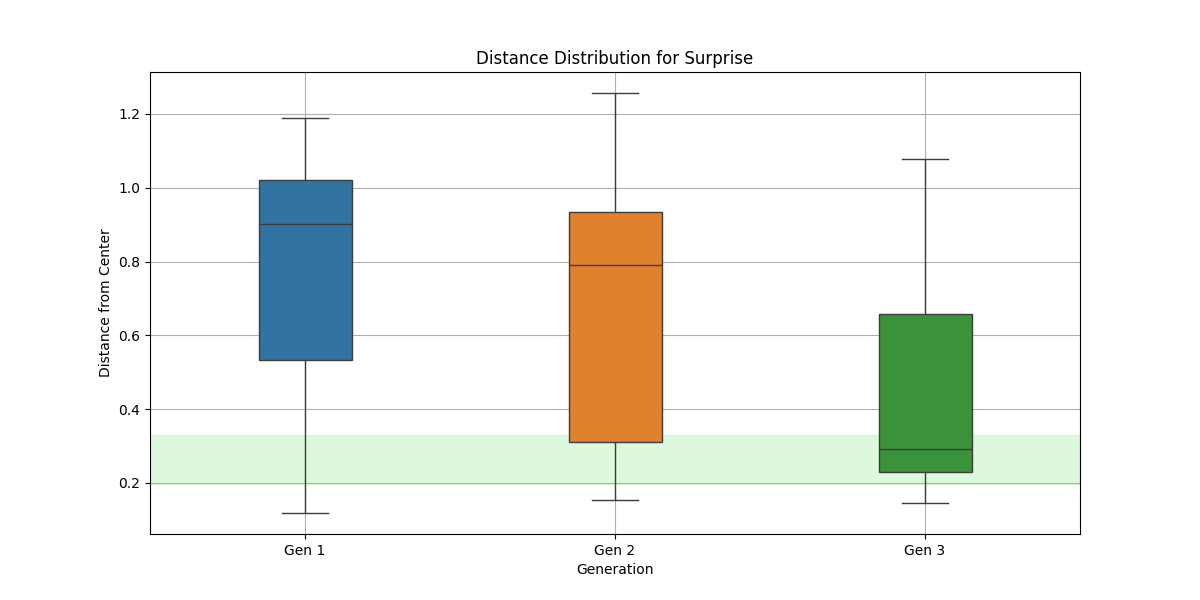 Distance Distribution for Surprise
Distance from Center
1.2
1.0
0.8
0.6
0.4
0.2
Gen 1
Gen 2
Gen 3
Generation